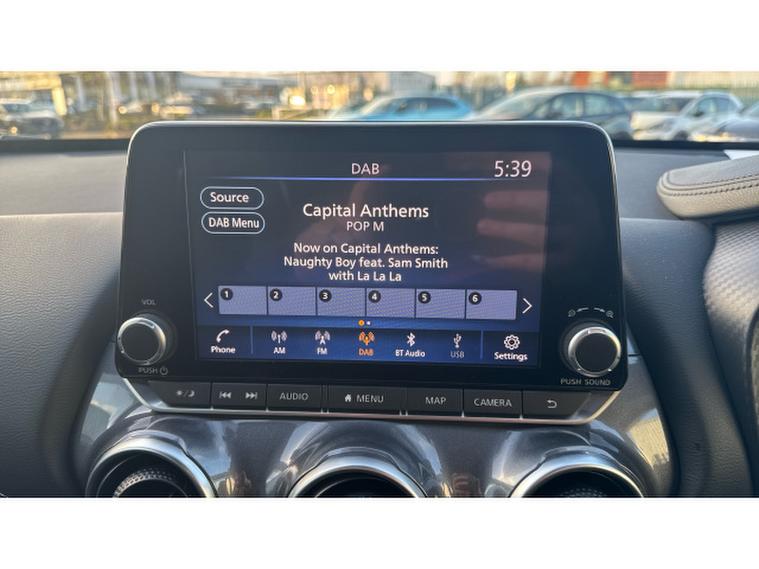 DAB 5:39
Source
Capital Anthems
DAB Menu
POP M
Now on Capital Anthems:
Naughty Boy feat. Sam Smith
with La La La
1 2 3 4 5 6
Phone AM FM DAB BT Audio USB Settings
VOL
PUSH
PUSH SOUND
AUDIO MENU MAP CAMERA